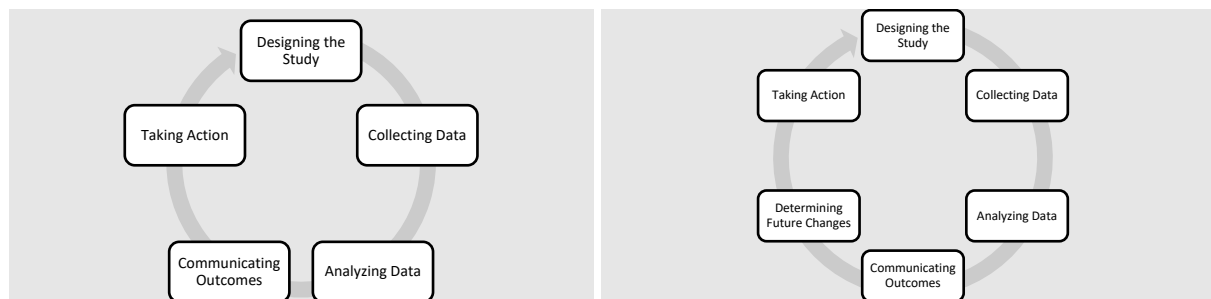 Designing the
Study
Collecting Data
Analyzing Data
Communicating
Outcomes
Taking Action
Designing the
Study
Collecting Data
Analyzing Data
Communicating
Outcomes
Determining
Future Changes
Taking Action